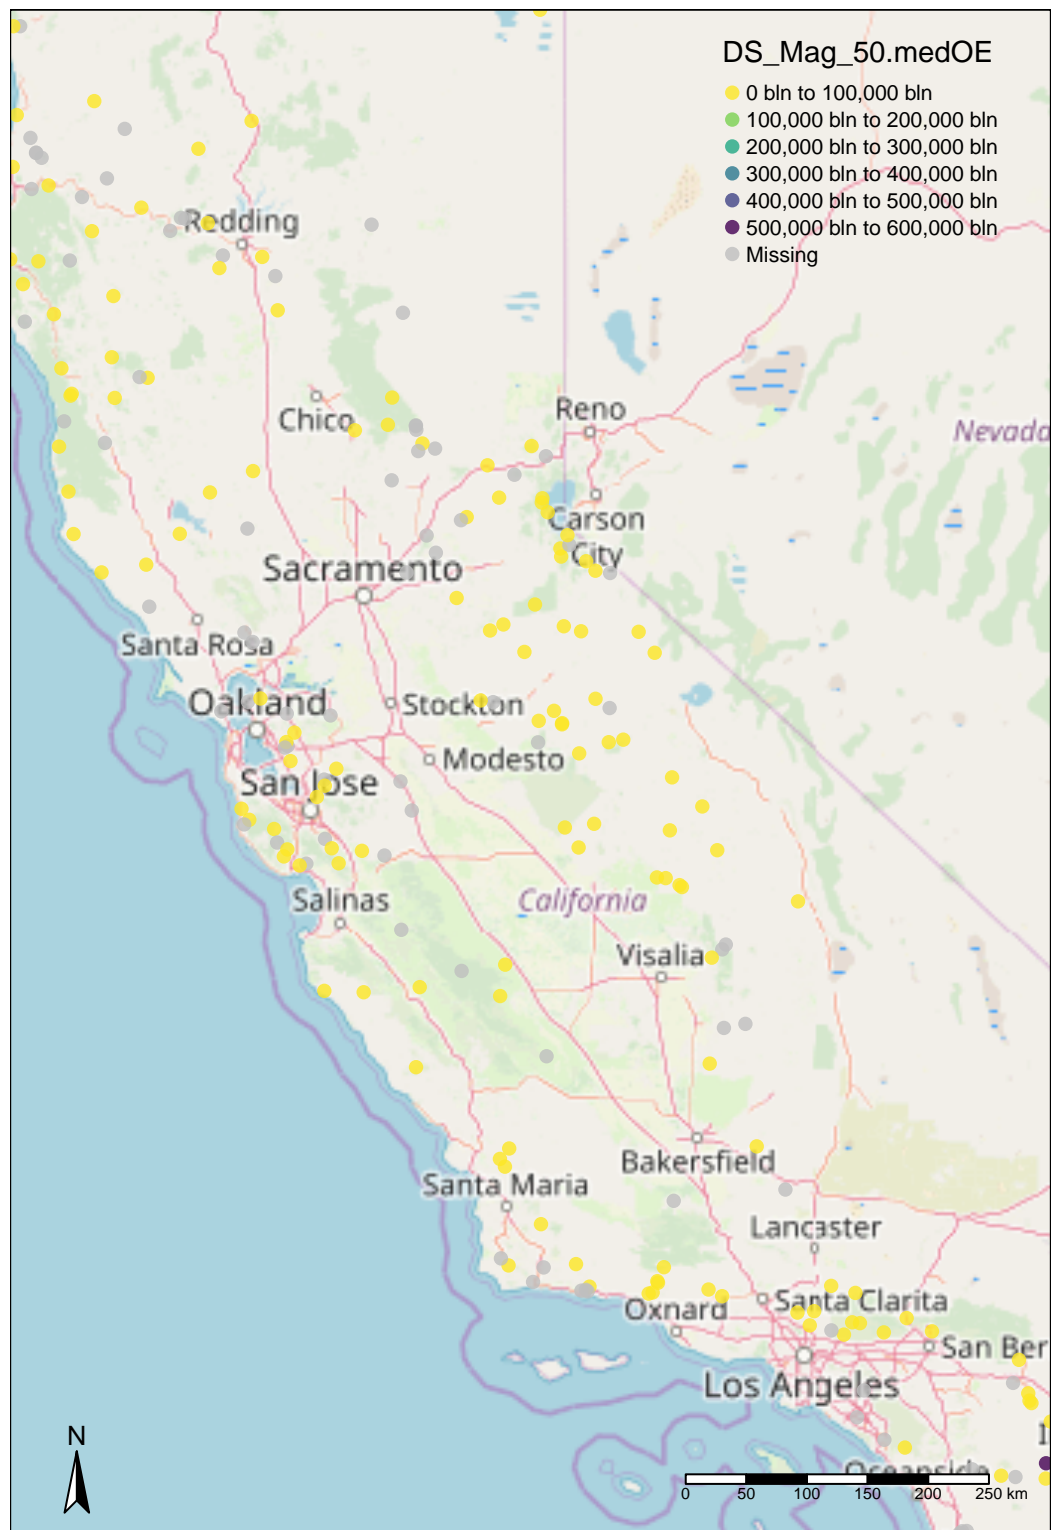 DS_Mag_50.medOE
0 bln to 100,000 bln
100,000 bln to 200,000 bln
200,000 bln to 300,000 bln
300,000 bln to 400,000 bln
400,000 bln to 500,000 bln
500,000 bln to 600,000 bln
Missing
Redding
Chico
Reno
Nevada
Carson
City
Sacramento
Santa Rosa
Oakland
Stockton
Modesto
San Jose
Salinas
California
Visalia
Bakersfield
Santa Maria
Lancaster
Santa Clarita
Oxnard
San Ber
Los Angeles
Oceanside
N
0 50 100 150 200 250 km